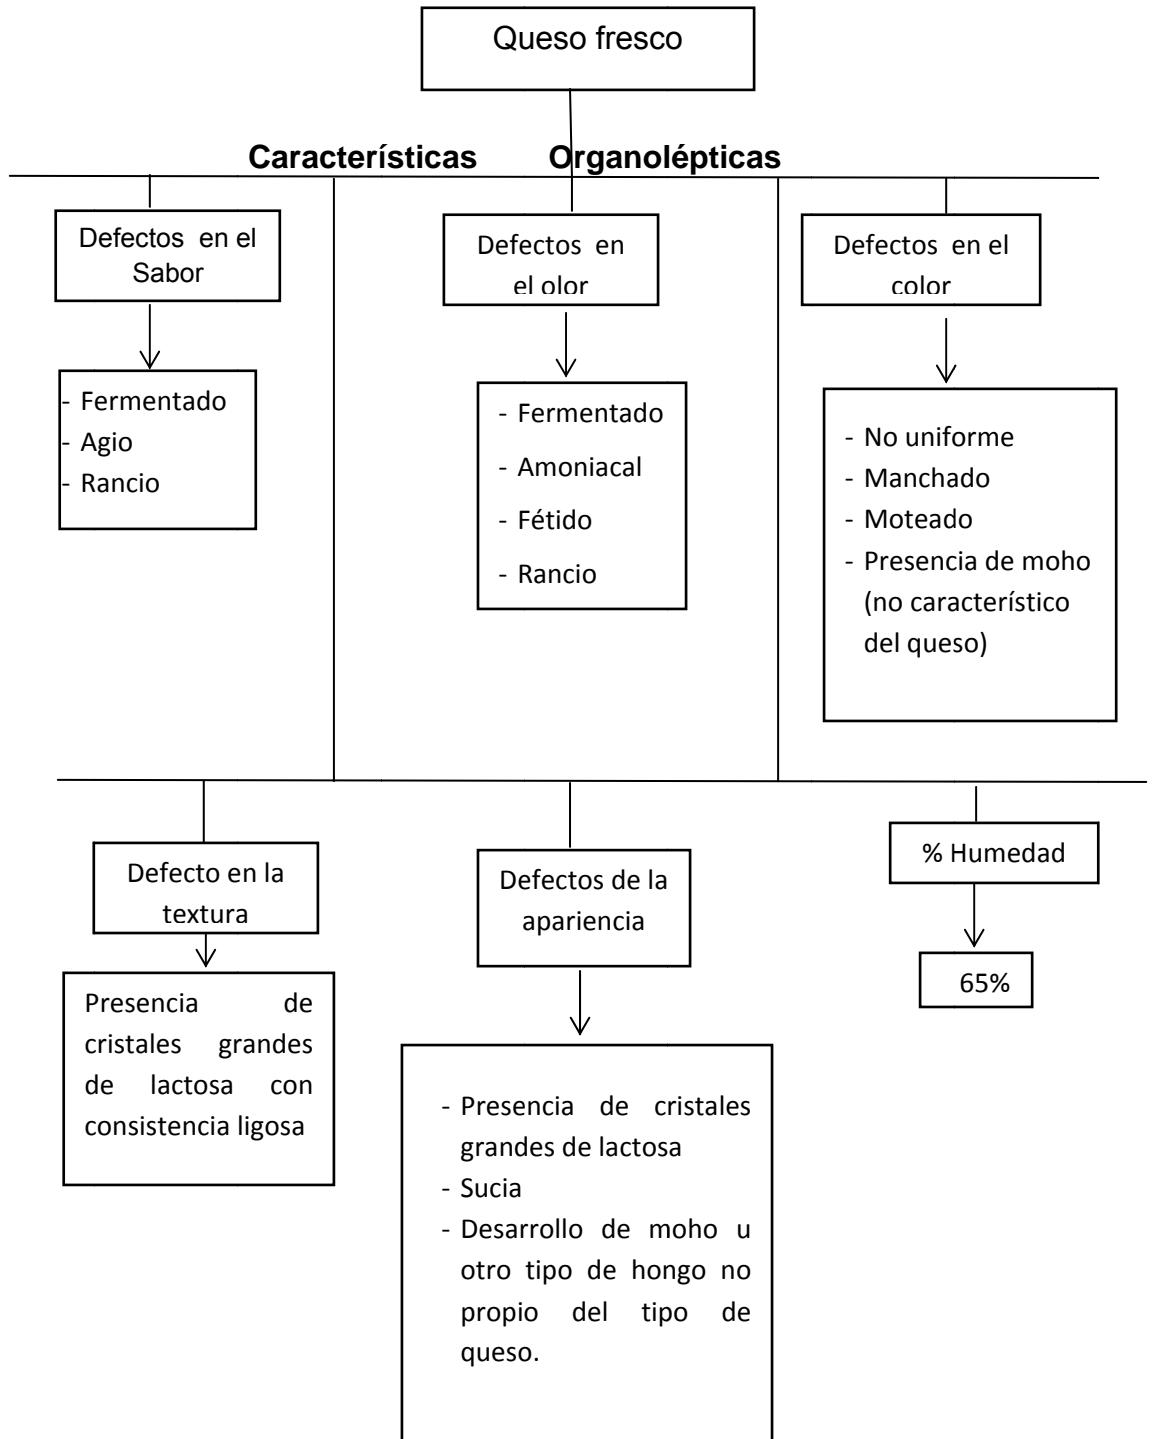 Queso fresco
Características Organolépticas
Defectos en el
Sabor
- Fermentado
- Agio
- Rancio
Defectos en
el olor
- Fermentado
- Amoniacal
- Fétido
- Rancio
Defectos en el
color
- No uniforme
- Manchado
- Moteado
- Presencia de moho
(no característico
del queso)
Defecto en la
textura
Presencia de
cristales grandes
de lactosa con
consistencia ligosa
Defectos de la
apariencia
- Presencia de cristales
grandes de lactosa
- Sucia
- Desarrollo de moho u
otro tipo de hongo no
propio del tipo de
queso.
% Humedad
65%